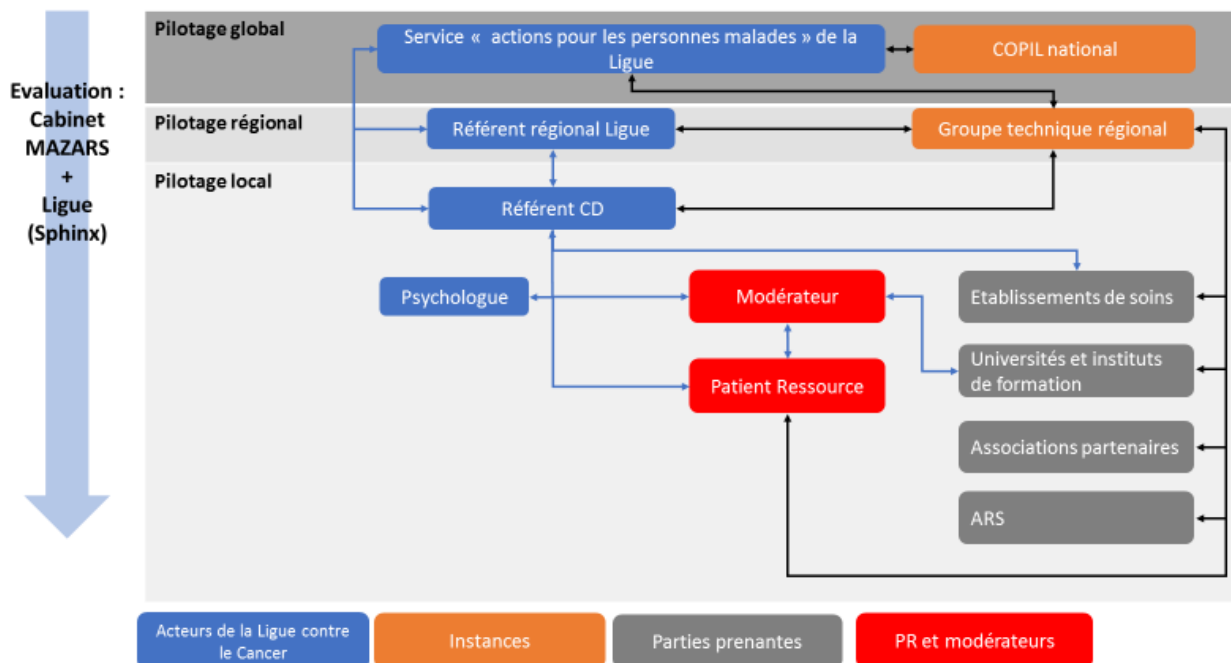 Evaluation :
Cabinet
MAZARS
+
Ligue
(Sphinx)
Pilotage global
Service « actions pour les personnes malades » de la
Ligue
COPIL national
Pilotage régional
Référent régional Ligue
Groupe technique régional
Pilotage local
Référent CD
Psychologue
Modérateur
Etablissements de soins
Patient Ressource
Universités et instituts
de formation
Associations partenaires
ARS
Acteurs de la Ligue contre
le Cancer
Instances
Parties prenantes
PR et modérateurs